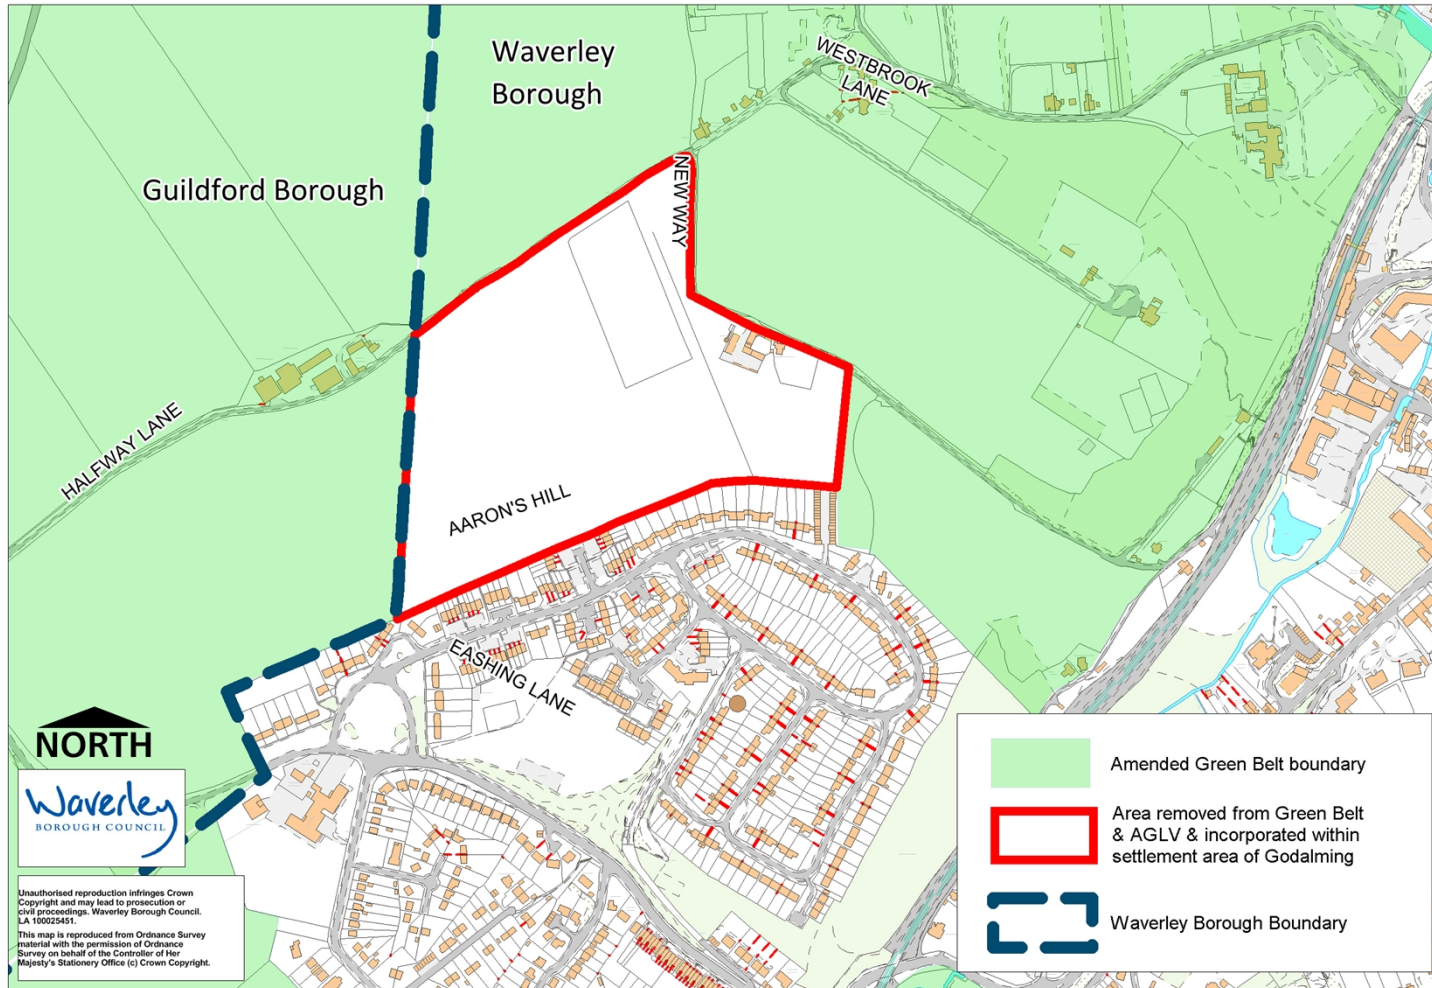 Waverley
Borough
WESTBROOK
LANE
Guildford Borough
NEW WAY
HALFWAY LANE
AARON'S HILL
EASHING LANE
NORTH
Waverley
BOROUGH COUNCIL
Unauthorised reproduction infringes Crown
Copyright and may lead to prosecution or
civil proceedings. Waverley Borough Council.
LA 100025451.
This map is reproduced from Ordnance Survey
material with the permission of Ordnance
Survey on behalf of the Controller of Her
Majesty's Stationery Office (c) Crown Copyright.
Amended Green Belt boundary
Area removed from Green Belt
& AGLV & incorporated within
settlement area of Godalming
Waverley Borough Boundary